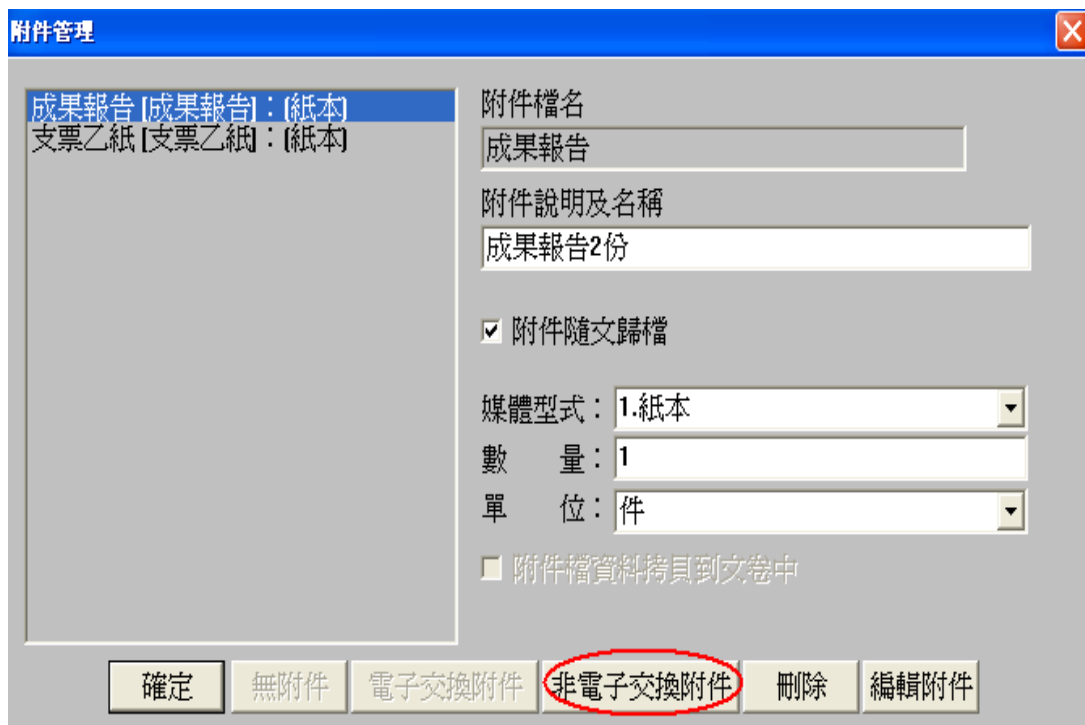 附件管理
成果報告 [成果報告]：(紙本)
支票乙紙 [支票乙紙]：(紙本)
附件檔名
成果報告
附件說明及名稱
成果報告2份
附件隨文歸檔
媒體型式：1.紙本
數 量：1
單 位：件
附件檔資料拷貝到文卷中
確定 無附件 電子交換附件 非電子交換附件 刪除 編輯附件